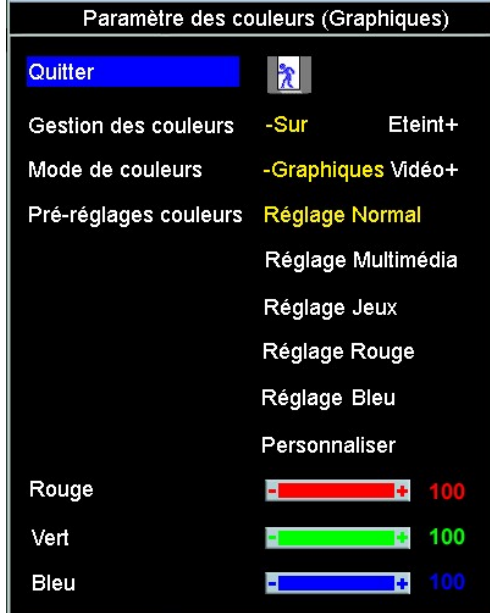 Paramètre des couleurs (Graphiques)
Quitter
Gestion des couleurs -Sur Eteint+
Mode de couleurs -Graphiques Vidéo+
Pré-réglages couleurs Réglage Normal
Réglage Multimédia
Réglage Jeux
Réglage Rouge
Réglage Bleu
Personnaliser
Rouge - + 100
Vert - + 100
Bleu - + 100